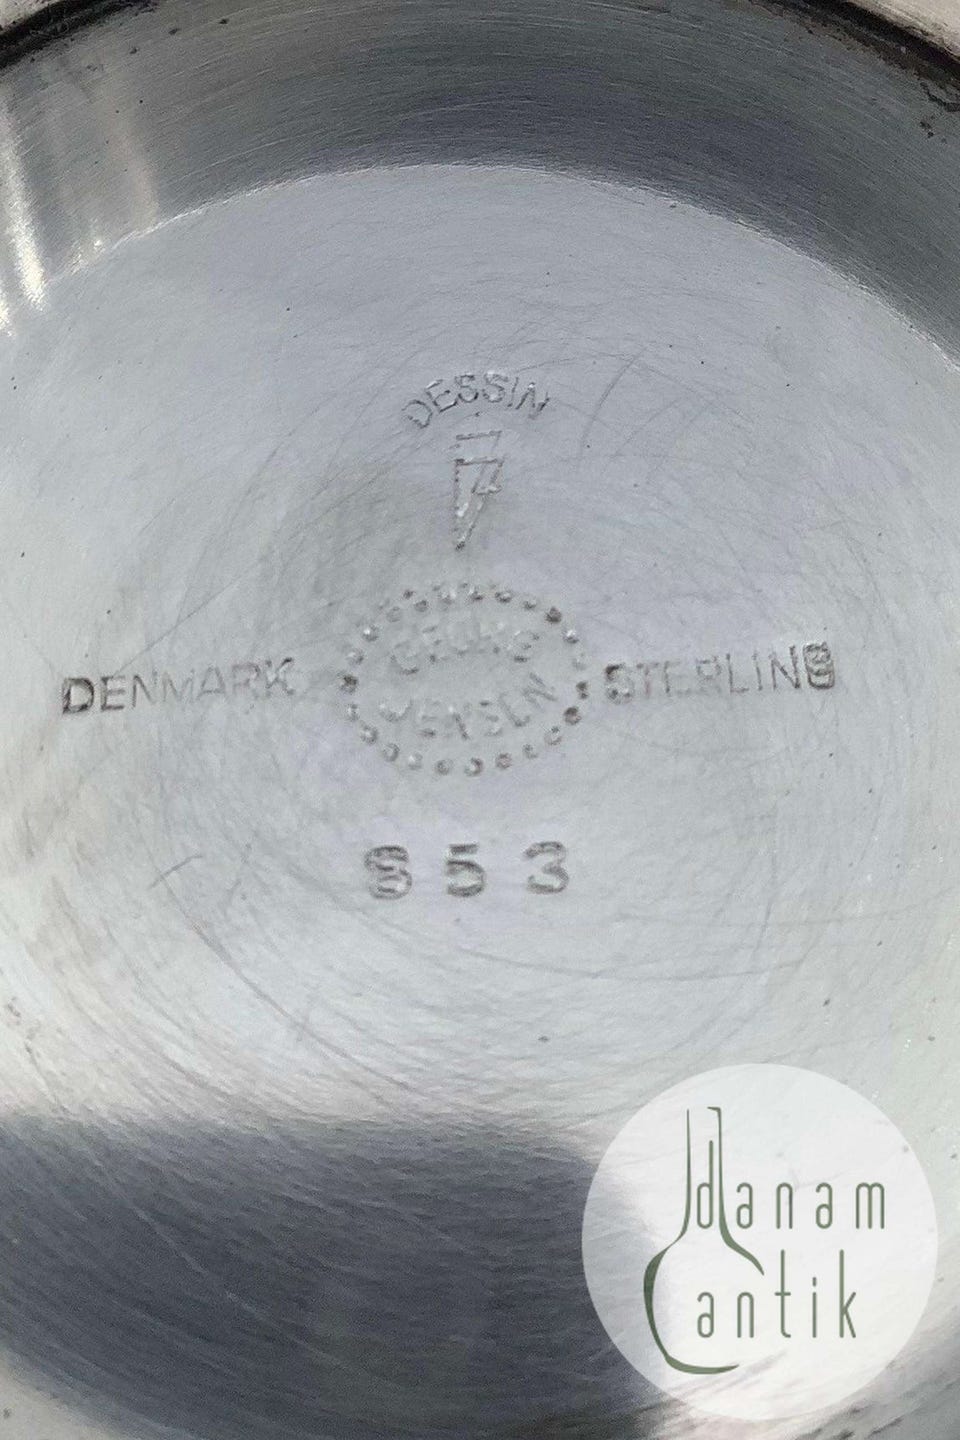 DESSIN
DENMARK GEORG JENSEN STERLING
853
danam
antik